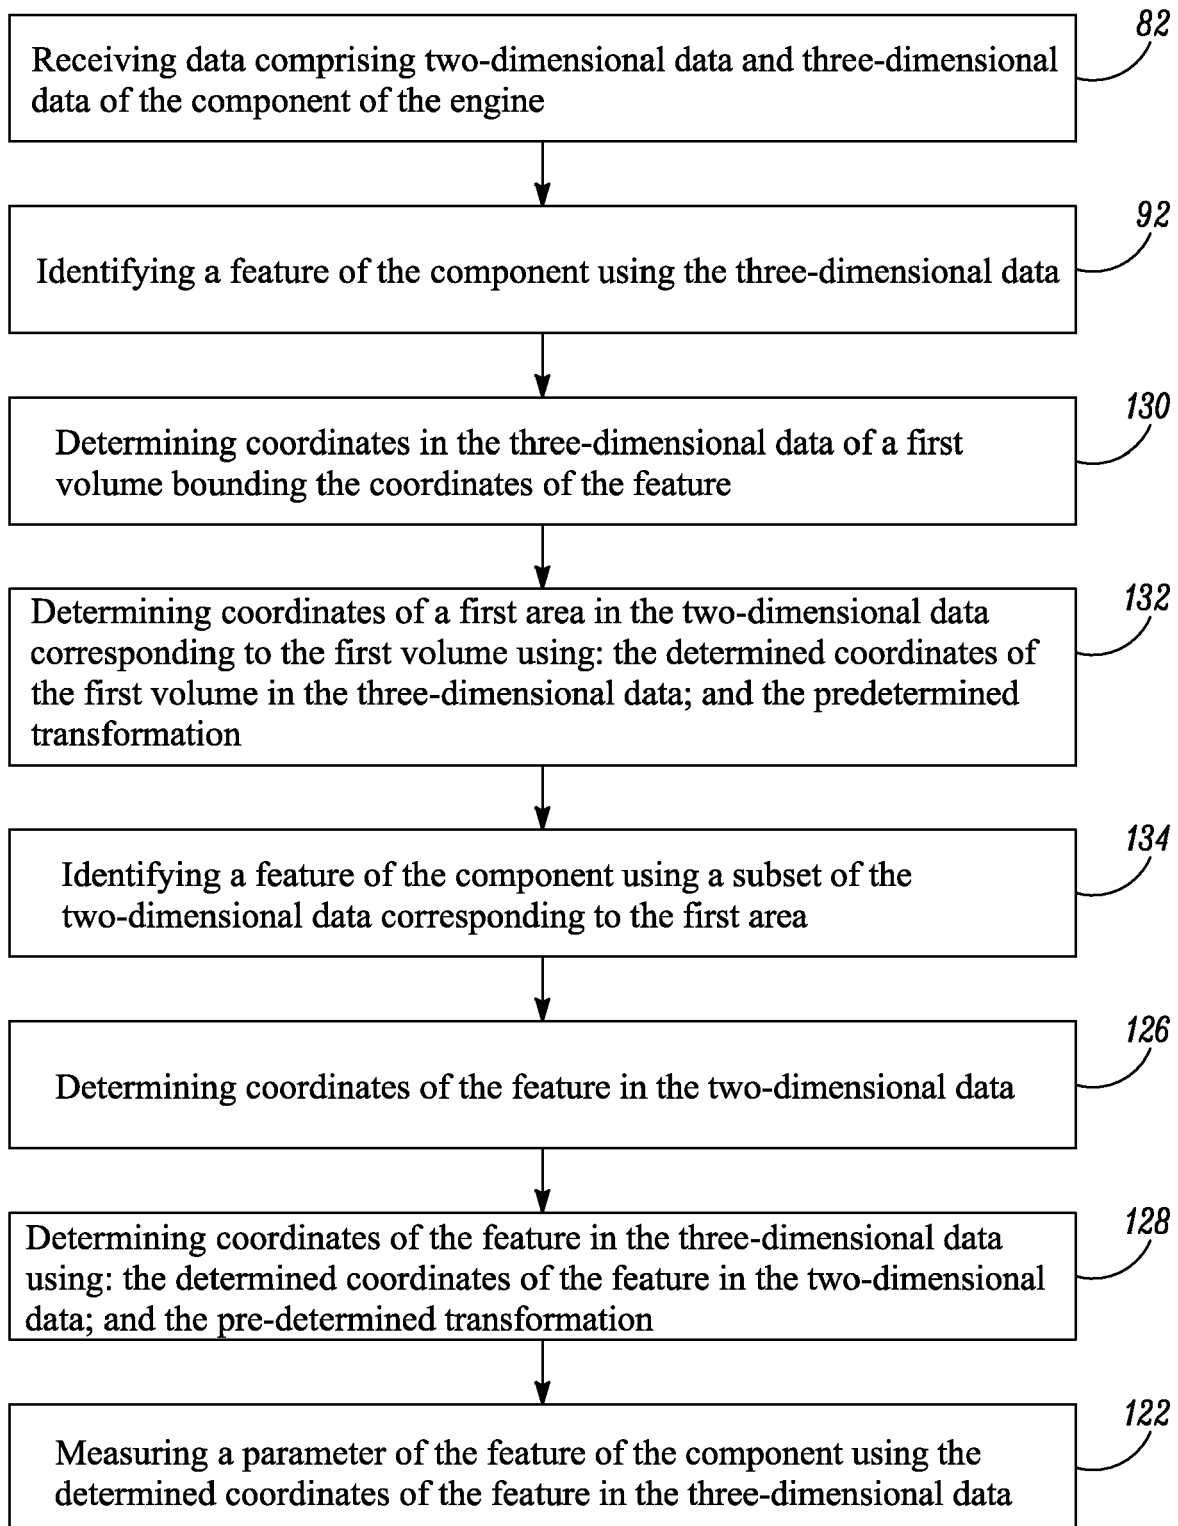 82
Receiving data comprising two-dimensional data and three-dimensional
data of the component of the engine
92
Identifying a feature of the component using the three-dimensional data
130
Determining coordinates in the three-dimensional data of a first
volume bounding the coordinates of the feature
132
Determining coordinates of a first area in the two-dimensional data
corresponding to the first volume using: the determined coordinates of
the first volume in the three-dimensional data; and the predetermined
transformation
134
Identifying a feature of the component using a subset of the
two-dimensional data corresponding to the first area
126
Determining coordinates of the feature in the two-dimensional data
128
Determining coordinates of the feature in the three-dimensional data
using: the determined coordinates of the feature in the two-dimensional
data; and the pre-determined transformation
122
Measuring a parameter of the feature of the component using the
determined coordinates of the feature in the three-dimensional data